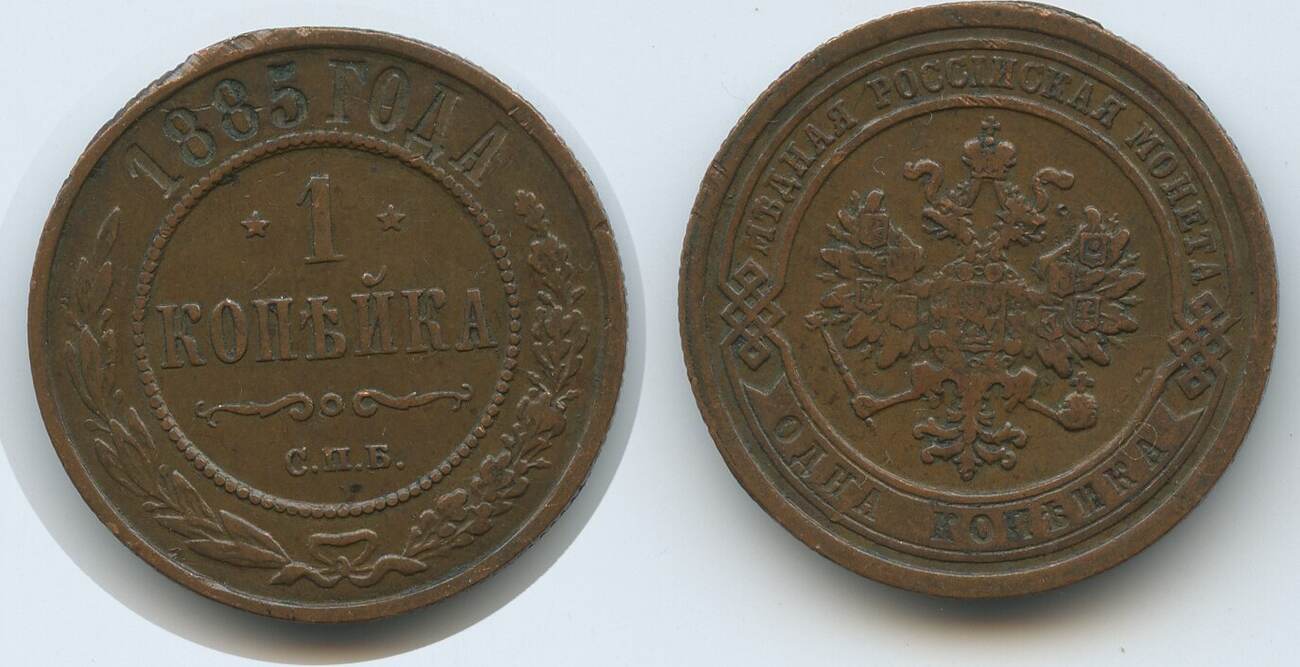 1885 ГОДА
1
КОПѢЙКА
С.П.Б.
МѢДНАЯ РОССІЙСКАЯ МОНЕТА
ОДНА КОПѢЙКА